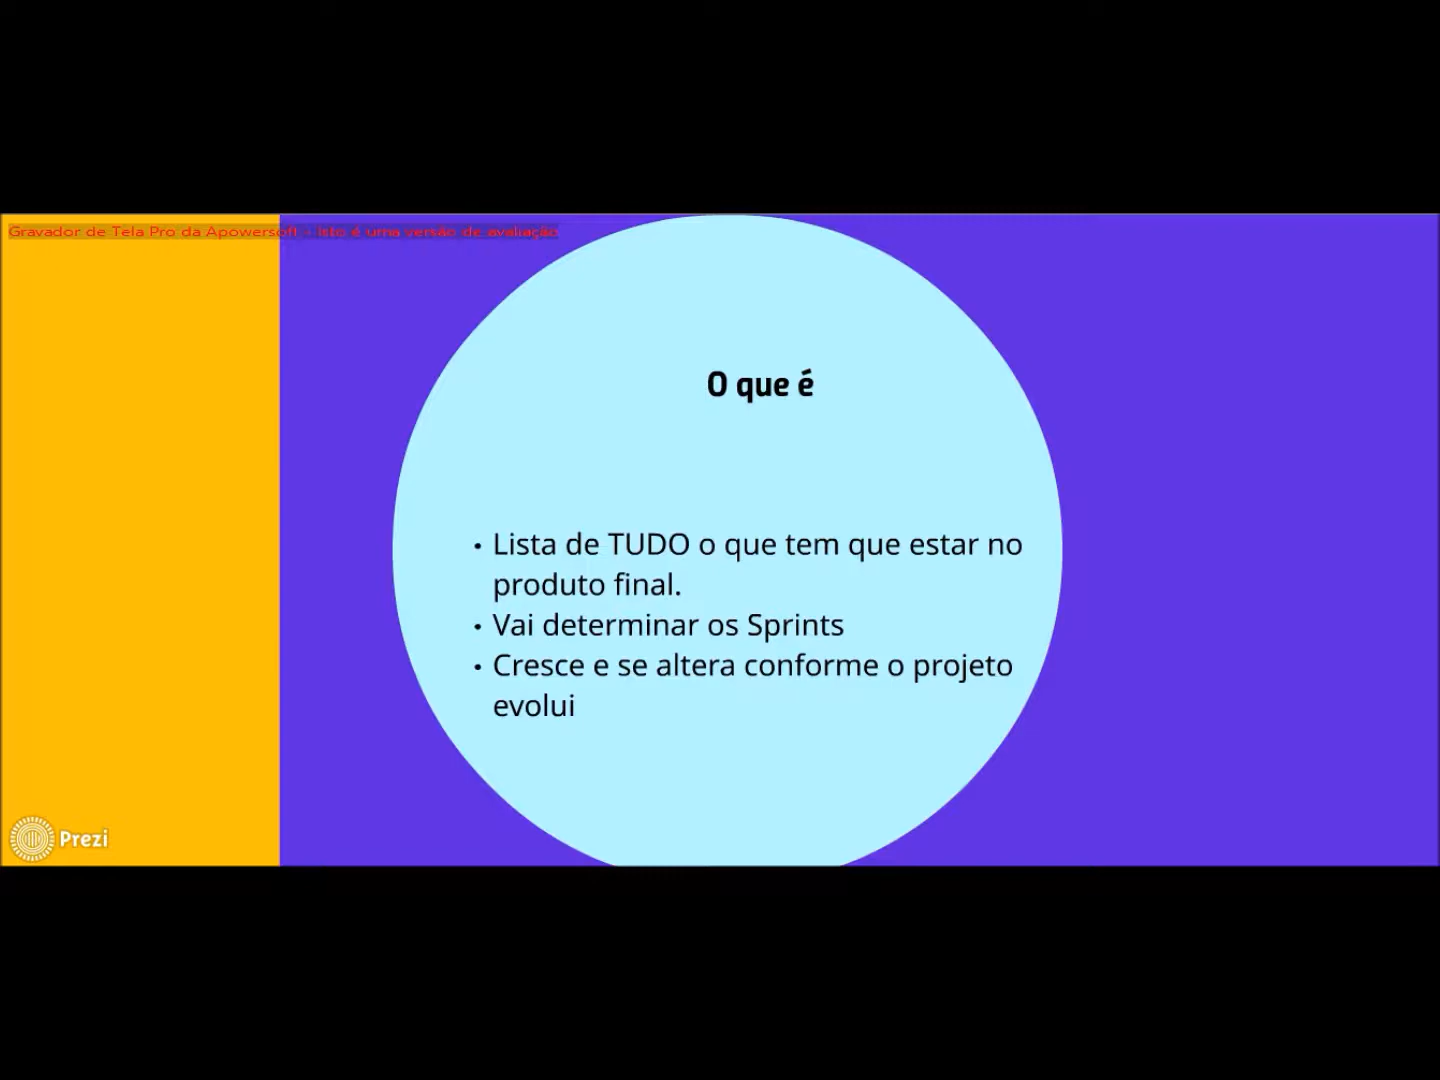 Gravador de Tela Pro da Apowersoft - Isto é uma versão de avaliação
O que é
• Lista de TUDO o que tem que estar no
produto final.
• Vai determinar os Sprints
• Cresce e se altera conforme o projeto
evolui
Prezi